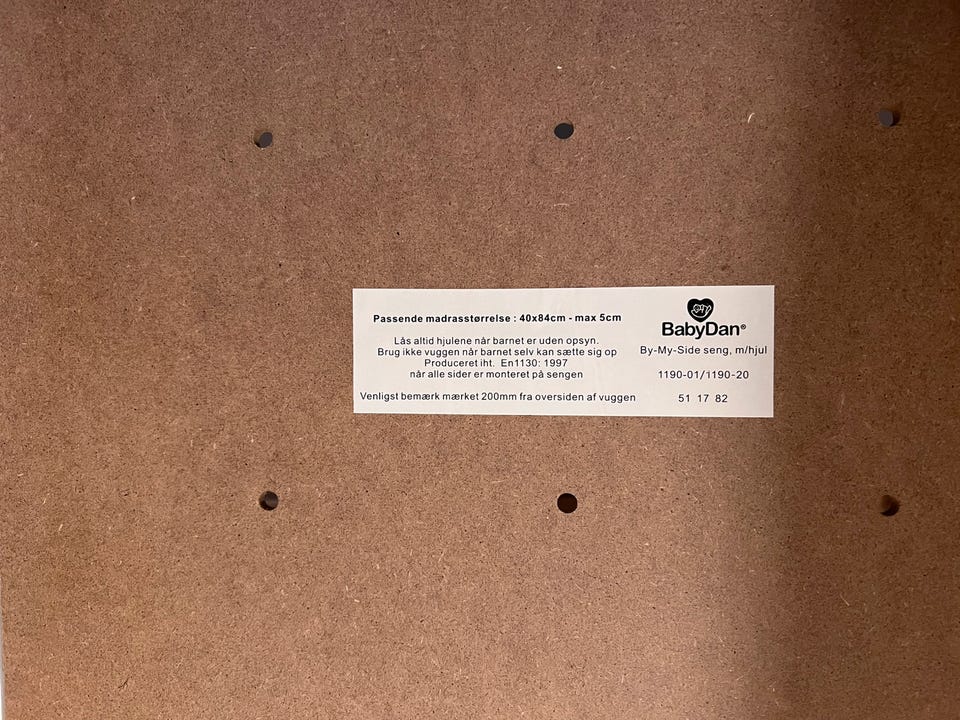 Passende madrasstørrelse : 40x84cm - max 5cm
Lås altid hjulene når barnet er uden opsyn.
Brug ikke vuggen når barnet selv kan sætte sig op
Produceret iht. En1130: 1997
når alle sider er monteret på sengen
Venligst bemærk mærket 200mm fra oversiden af vuggen
BabyDan®
By-My-Side seng, m/hjul
1190-01/1190-20
51 17 82